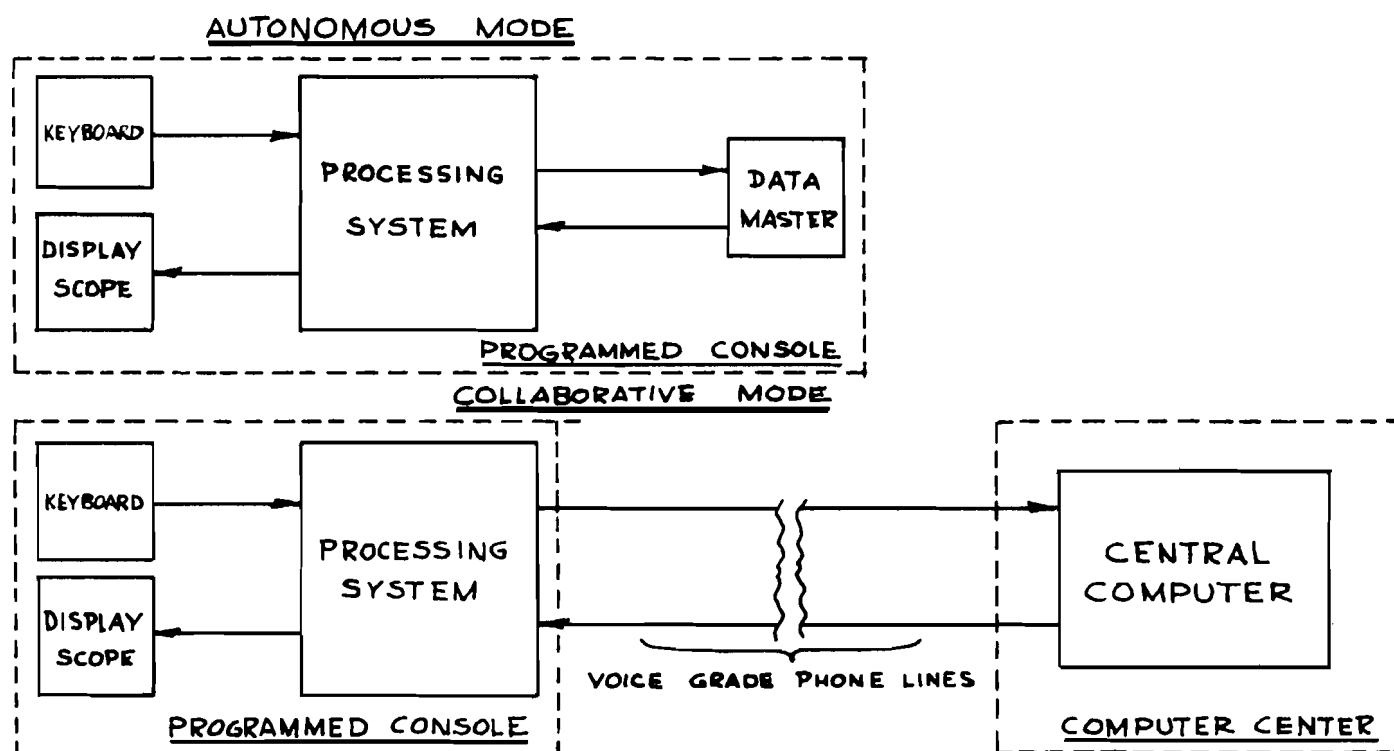 AUTONOMOUS MODE
KEYBOARD
PROCESSING
SYSTEM
DATA
MASTER
DISPLAY
SCOPE
PROGRAMMED CONSOLE
COLLABORATIVE MODE
KEYBOARD
PROCESSING
SYSTEM
CENTRAL
COMPUTER
DISPLAY
SCOPE
VOICE GRADE PHONE LINES
PROGRAMMED CONSOLE
COMPUTER CENTER